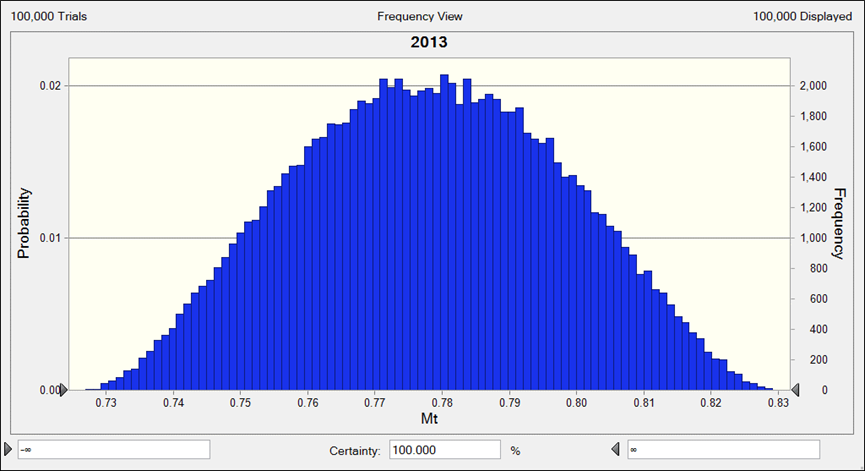 100,000 Trials Frequency View 100,000 Displayed
2013
0.02 2,000
1,800
1,600
1,400
1,200
0.01 1,000
800
600
400
200
0.00 0
Probability
Frequency
0.73 0.74 0.75 0.76 0.77 0.78 0.79 0.80 0.81 0.82 0.83
Mt
-∞ Certainty: 100.000 % ∞